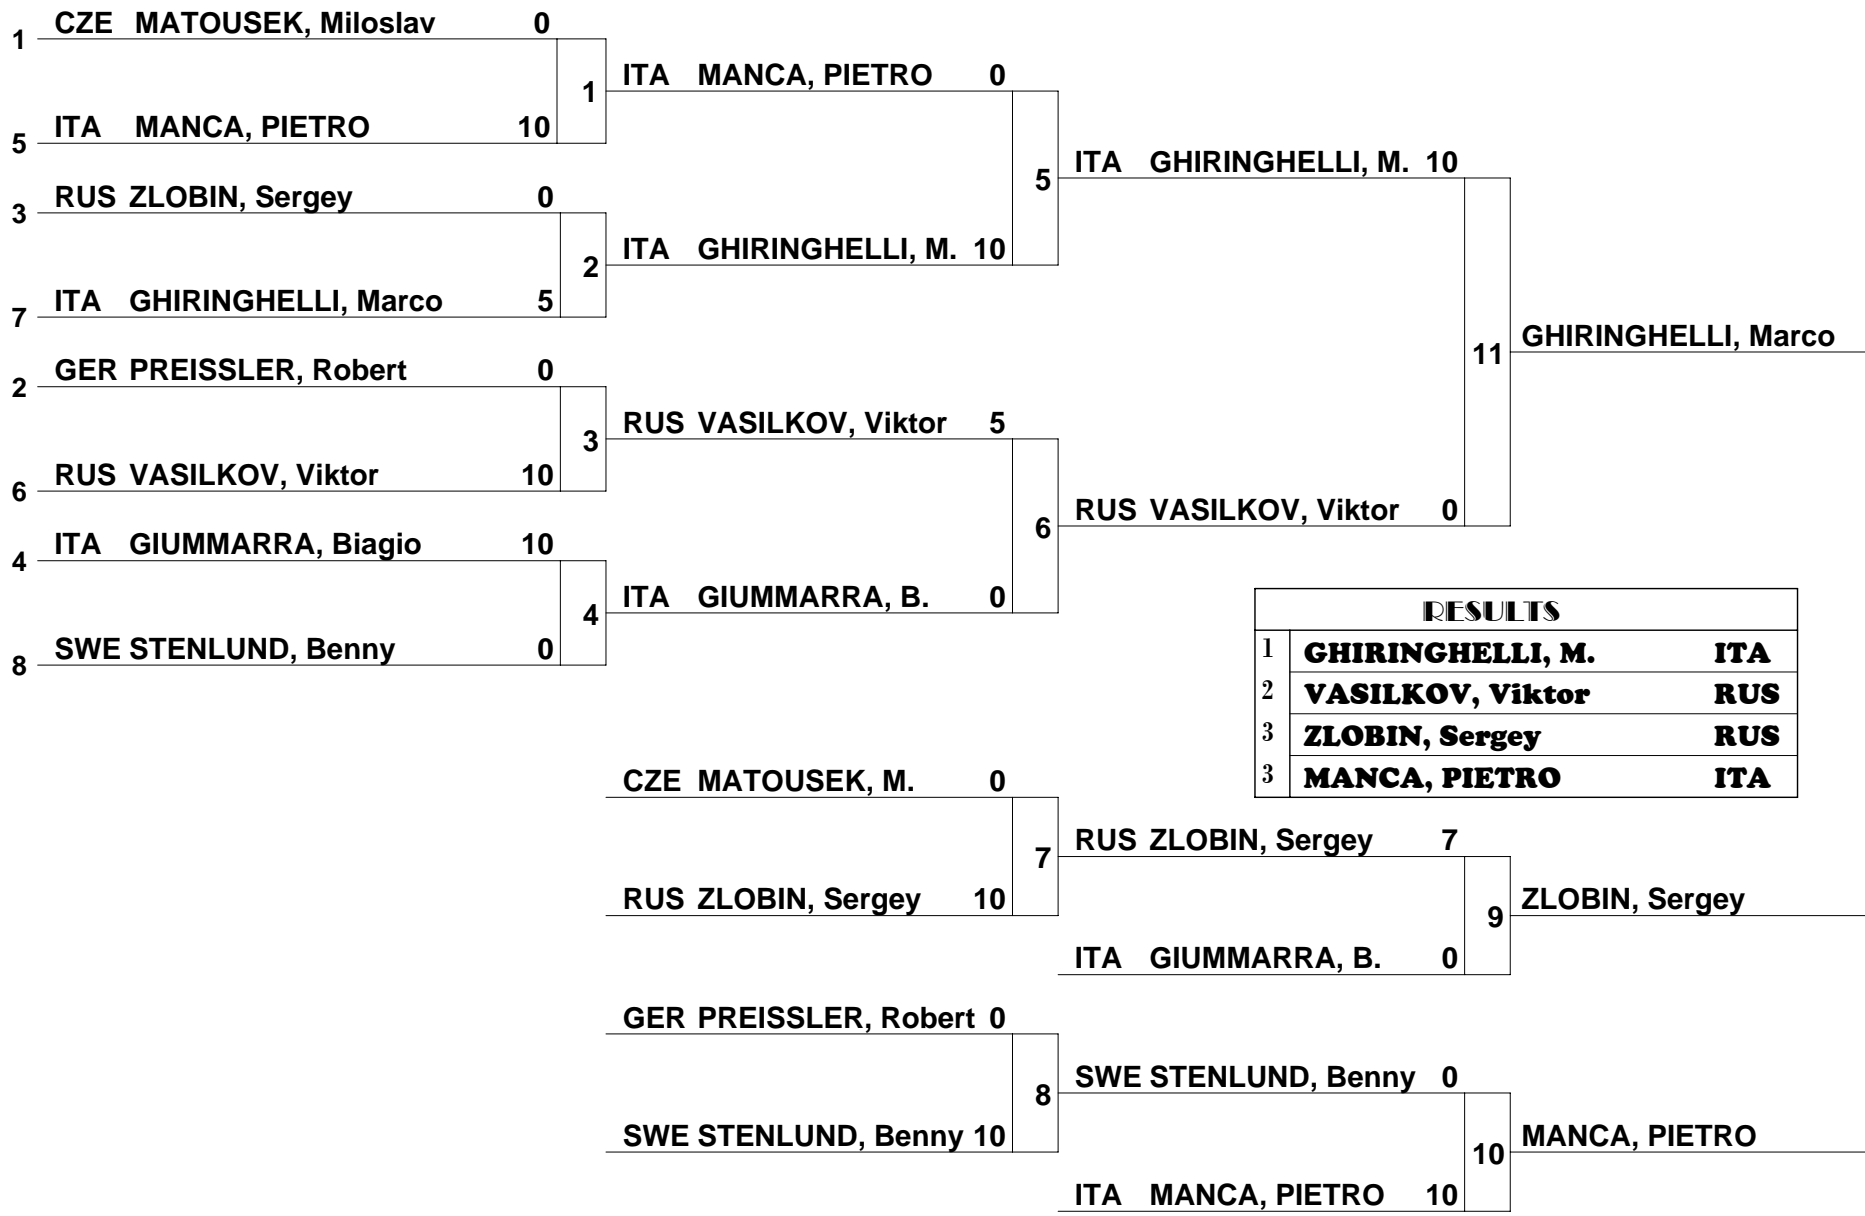 1 CZE MATOUSEK, Miloslav 0
5 ITA MANCA, PIETRO 10
1
3 RUS ZLOBIN, Sergey 0
7 ITA GHIRINGHELLI, Marco 5
2
2 GER PREISSLER, Robert 0
6 RUS VASILKOV, Viktor 10
3
4 ITA GIUMMARRA, Biagio 10
8 SWE STENLUND, Benny 0
4
ITA MANCA, PIETRO 0
ITA GHIRINGHELLI, M. 10
5
RUS VASILKOV, Viktor 5
ITA GIUMMARRA, B. 0
6
ITA GHIRINGHELLI, M. 10
RUS VASILKOV, Viktor 0
11
GHIRINGHELLI, Marco
RESULTS
1 GHIRINGHELLI, M. ITA
2 VASILKOV, Viktor RUS
3 ZLOBIN, Sergey RUS
3 MANCA, PIETRO ITA
CZE MATOUSEK, M. 0
RUS ZLOBIN, Sergey 10
7
RUS ZLOBIN, Sergey 7
ITA GIUMMARRA, B. 0
9
ZLOBIN, Sergey
GER PREISSLER, Robert 0
SWE STENLUND, Benny 10
8
SWE STENLUND, Benny 0
ITA MANCA, PIETRO 10
10
MANCA, PIETRO